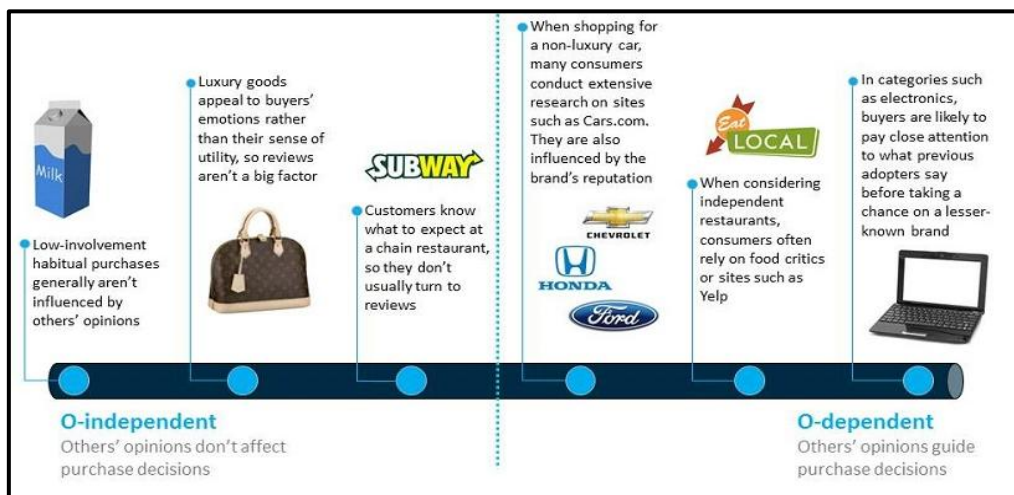 Milk
Low-involvement
habitual purchases
generally aren't
influenced by
others' opinions
Luxury goods
appeal to buyers'
emotions rather
than their sense of
utility, so reviews
aren't a big factor
SUBWAY
Customers know
what to expect at
a chain restaurant,
so they don't
usually turn to
reviews
When shopping for
a non-luxury car,
many consumers
conduct extensive
research on sites
such as Cars.com.
They are also
influenced by the
brand's reputation
CHEVROLET
HONDA
Ford
Eat
LOCAL
When considering
independent
restaurants,
consumers often
rely on food critics
or sites such as
Yelp
In categories such
as electronics,
buyers are likely to
pay close attention
to what previous
adopters say
before taking a
chance on a lesser-
known brand
O-independent
Others' opinions don't affect
purchase decisions
O-dependent
Others' opinions guide
purchase decisions